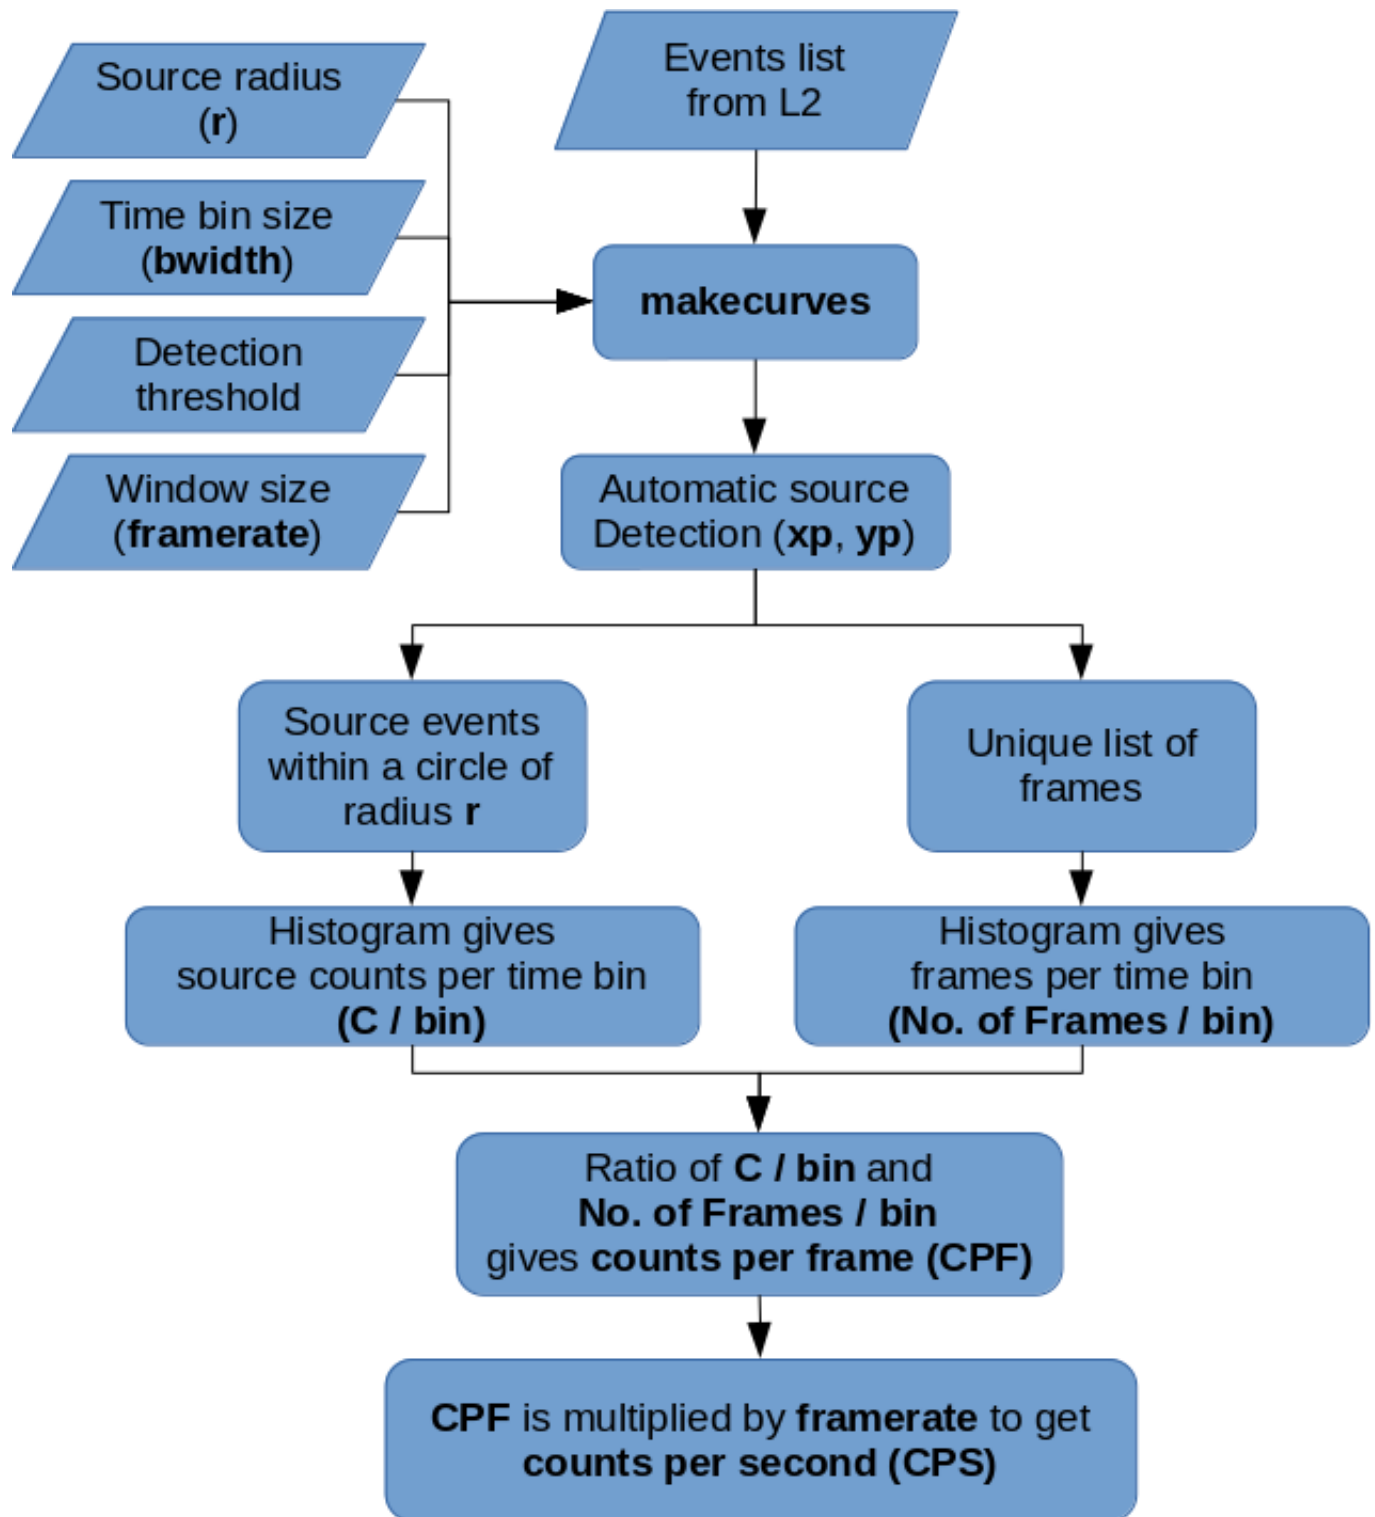 Source radius
(r)
Events list
from L2
Time bin size
(bwidth)
makecurves
Detection
threshold
Window size
(framerate)
Automatic source
Detection (xp, yp)
Source events
within a circle of
radius r
Unique list of
frames
Histogram gives
source counts per time bin
(C / bin)
Histogram gives
frames per time bin
(No. of Frames / bin)
Ratio of C / bin and
No. of Frames / bin
gives counts per frame (CPF)
CPF is multiplied by framerate to get
counts per second (CPS)